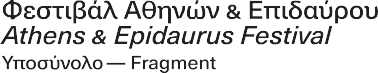 Φεστιβάλ Αθηνών & Επιδαύρου
Athens & Epidaurus Festival
Υποσύνολο — Fragment